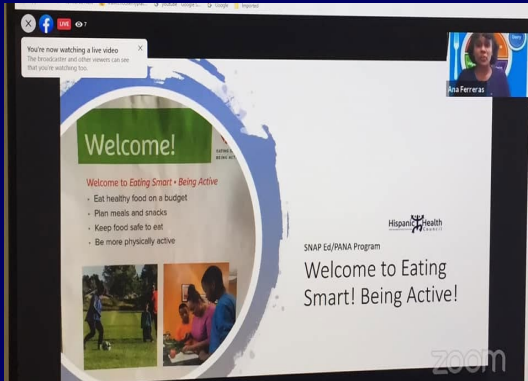 LIVE
7
You're now watching a live video
The broadcaster and other viewers can see
that you're watching too.
Ana Ferreras
Welcome!
Welcome to Eating Smart • Being Active
• Eat healthy food on a budget
• Plan meals and snacks
• Keep food safe to eat
• Be more physically active
Hispanic Health
Council
SNAP Ed/PANA Program
Welcome to Eating
Smart! Being Active!
zoom